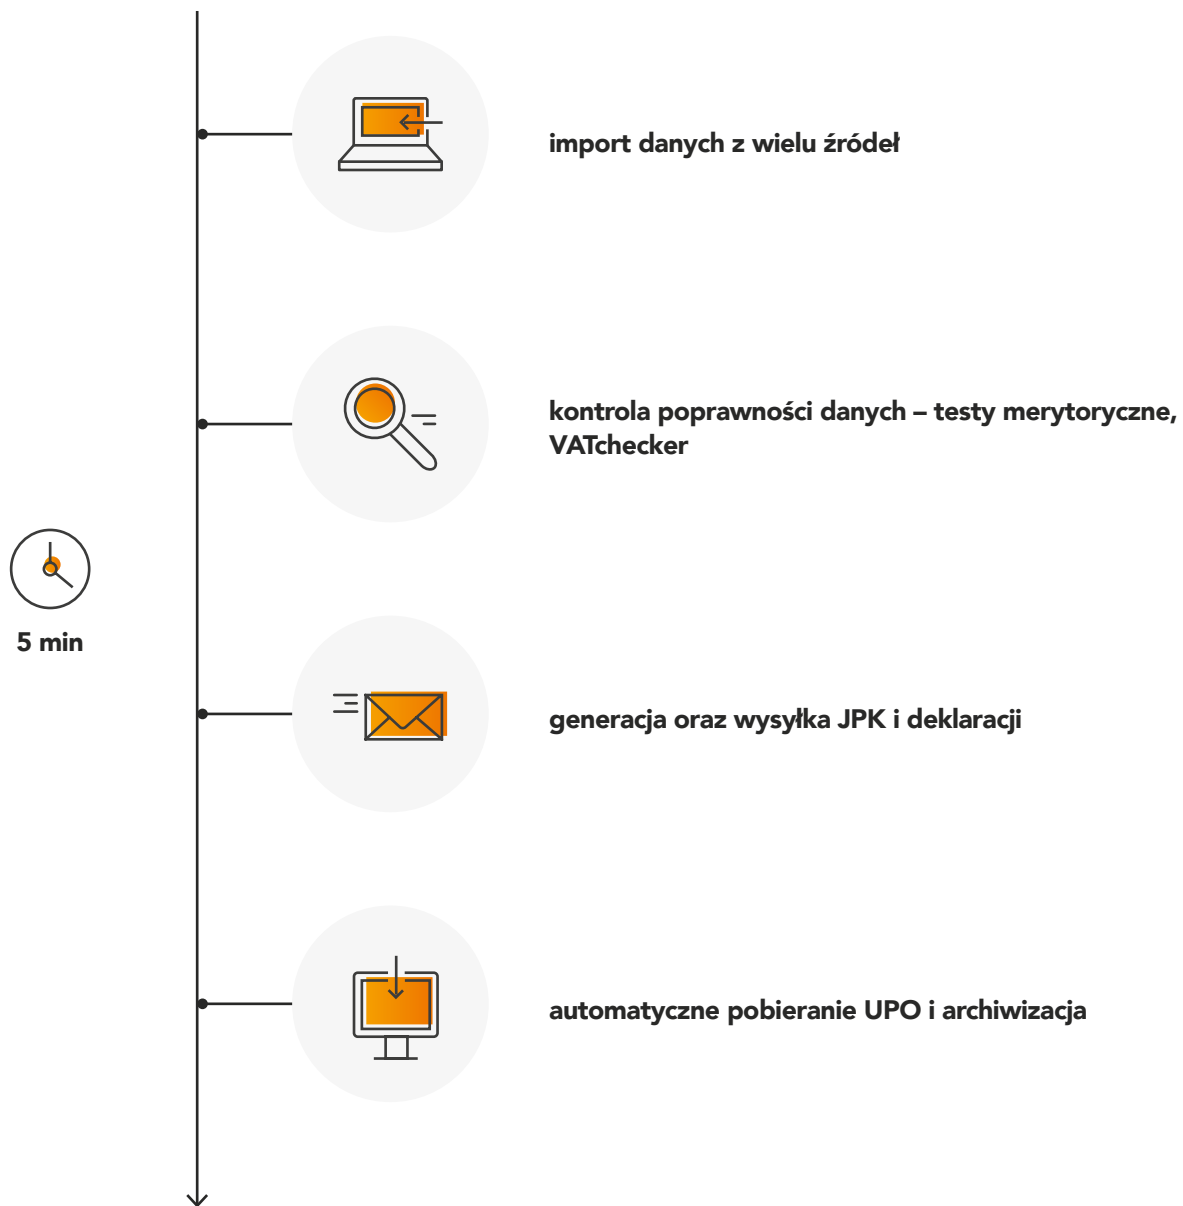 import danych z wielu źródeł
kontrola poprawności danych – testy merytoryczne,
VATchecker
5 min
generacja oraz wysyłka JPK i deklaracji
automatyczne pobieranie UPO i archiwizacja